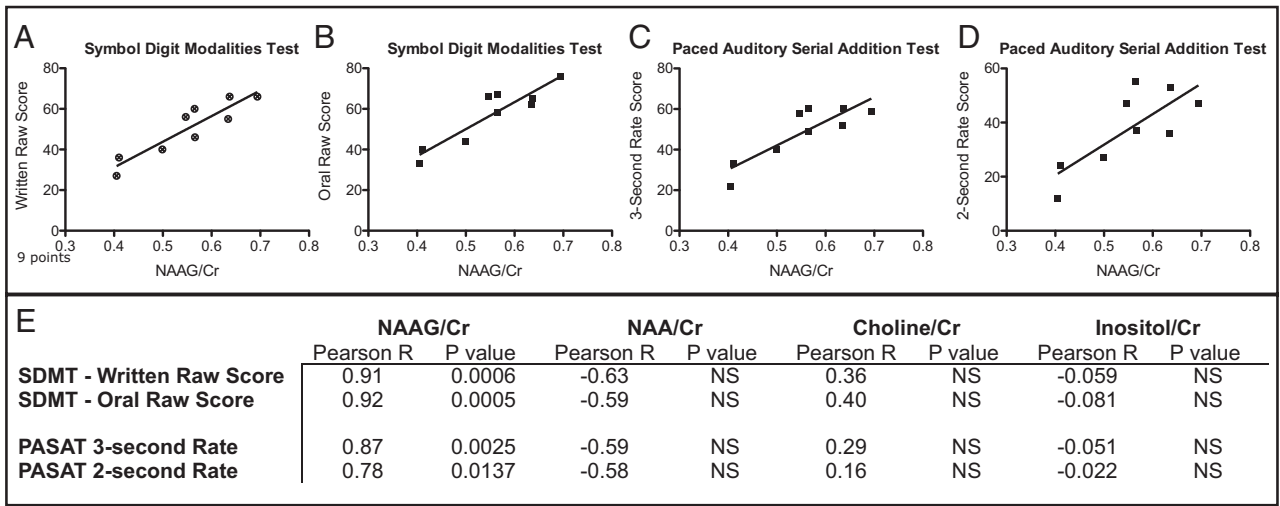 A Symbol Digit Modalities Test
Written Raw Score
80
60
40
20
0
0.3 0.4 0.5 0.6 0.7 0.8
9 points
NAAG/Cr
B Symbol Digit Modalities Test
Oral Raw Score
80
60
40
20
0
0.3 0.4 0.5 0.6 0.7 0.8
NAAG/Cr
C Paced Auditory Serial Addition Test
3-Second Rate Score
80
60
40
20
0
0.3 0.4 0.5 0.6 0.7 0.8
NAAG/Cr
D Paced Auditory Serial Addition Test
2-Second Rate Score
60
40
20
0
0.3 0.4 0.5 0.6 0.7 0.8
NAAG/Cr
E NAAG/Cr NAA/Cr Choline/Cr Inositol/Cr
Pearson R P value Pearson R P value Pearson R P value Pearson R P value
SDMT - Written Raw Score 0.91 0.0006 -0.63 NS 0.36 NS -0.059 NS
SDMT - Oral Raw Score 0.92 0.0005 -0.59 NS 0.40 NS -0.081 NS
PASAT 3-second Rate 0.87 0.0025 -0.59 NS 0.29 NS -0.051 NS
PASAT 2-second Rate 0.78 0.0137 -0.58 NS 0.16 NS -0.022 NS